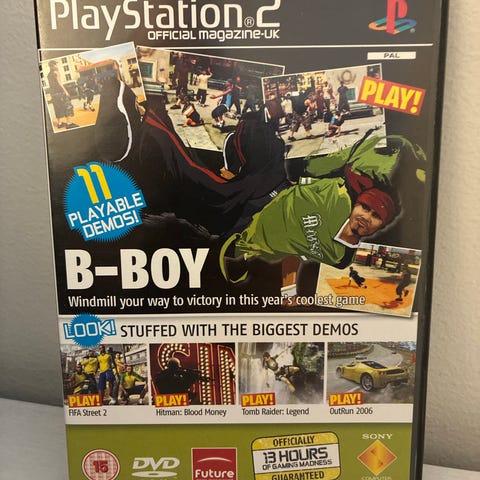 PlayStation®2
OFFICIAL MAGAZINE-UK
PAL
PLAY!
11
PLAYABLE
DEMOS!
B-BOY
Windmill your way to victory in this year's coolest game
LOOK! STUFFED WITH THE BIGGEST DEMOS
PLAY! PLAY! PLAY! PLAY!
FIFA Street 2 Hitman: Blood Money Tomb Raider: Legend OutRun 2006
15
DVD
Future
OFFICIALLY
13 HOURS
OF GAMING MADNESS
GUARANTEED
SONY
COMPUTER